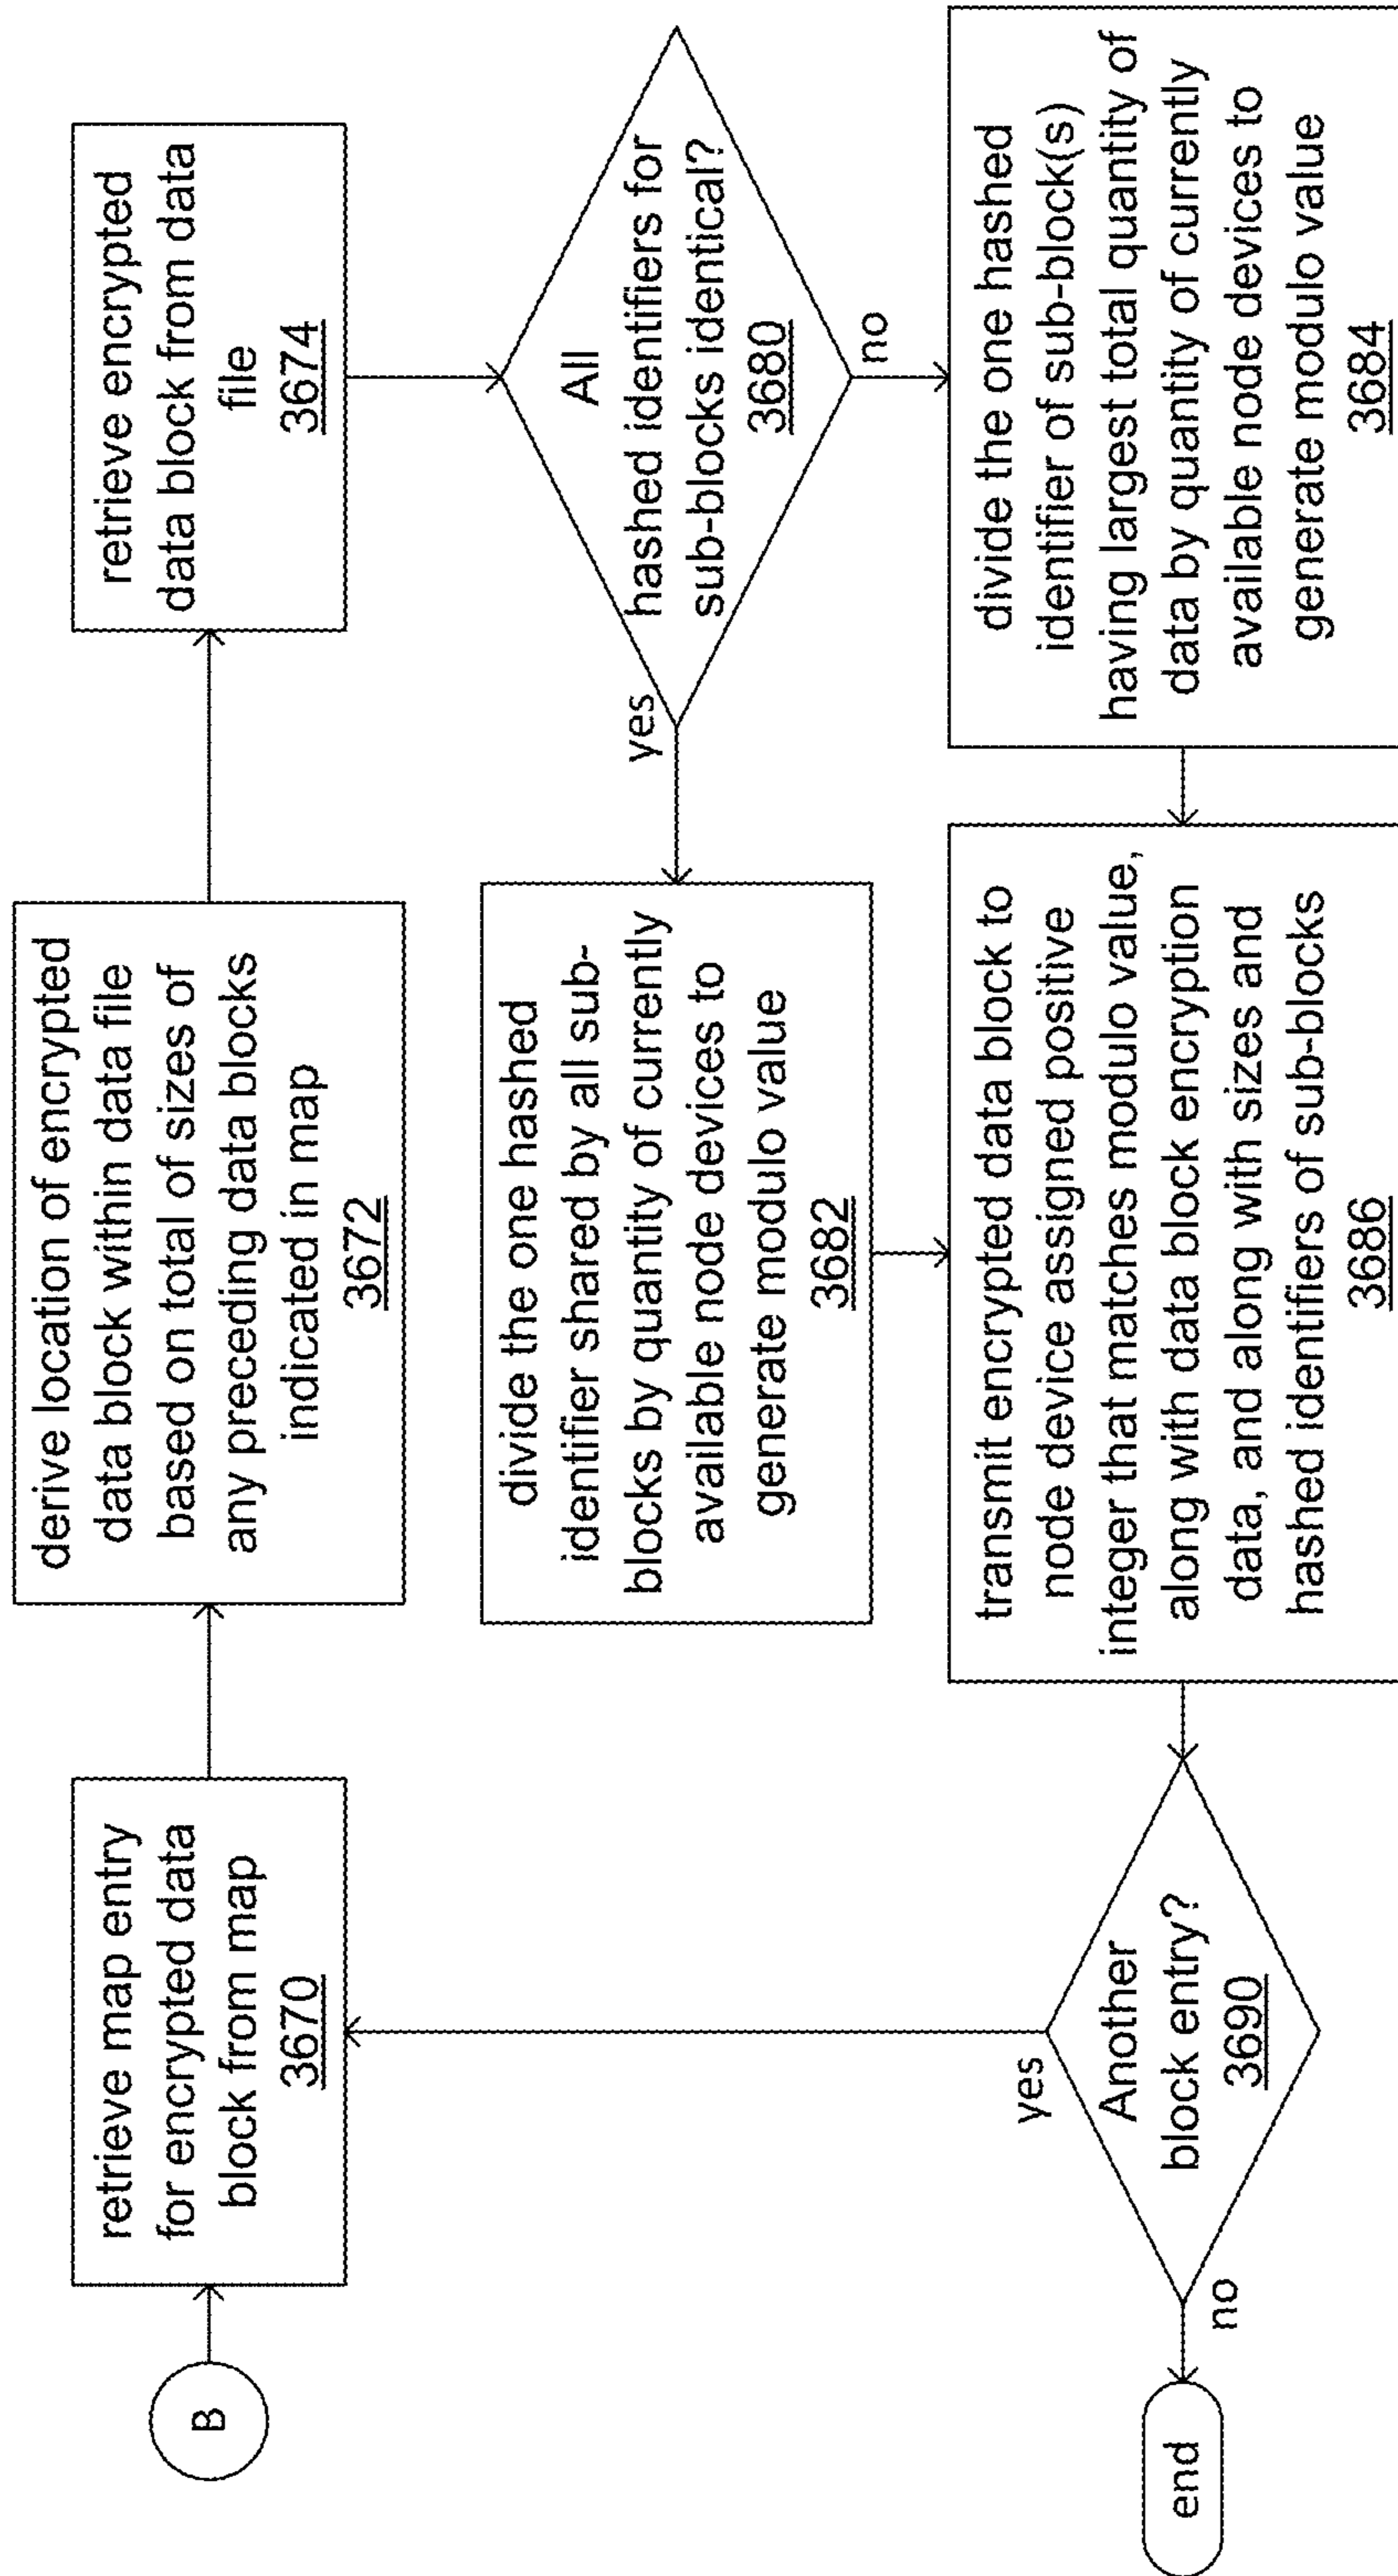 B
retrieve map entry
for encrypted data
block from map
3670
derive location of encrypted
data block within data file
based on total of sizes of
any preceding data blocks
indicated in map
3672
retrieve encrypted
data block from data
file
3674
All
hashed identifiers for
sub-blocks identical?
3680
yes
no
divide the one hashed
identifier shared by all sub-
blocks by quantity of currently
available node devices to
generate modulo value
3682
divide the one hashed
identifier of sub-block(s)
having largest total quantity of
data by quantity of currently
available node devices to
generate modulo value
3684
transmit encrypted data block to
node device assigned positive
integer that matches modulo value,
along with data block encryption
data, and along with sizes and
hashed identifiers of sub-blocks
3686
Another
block entry?
3690
yes
no
end